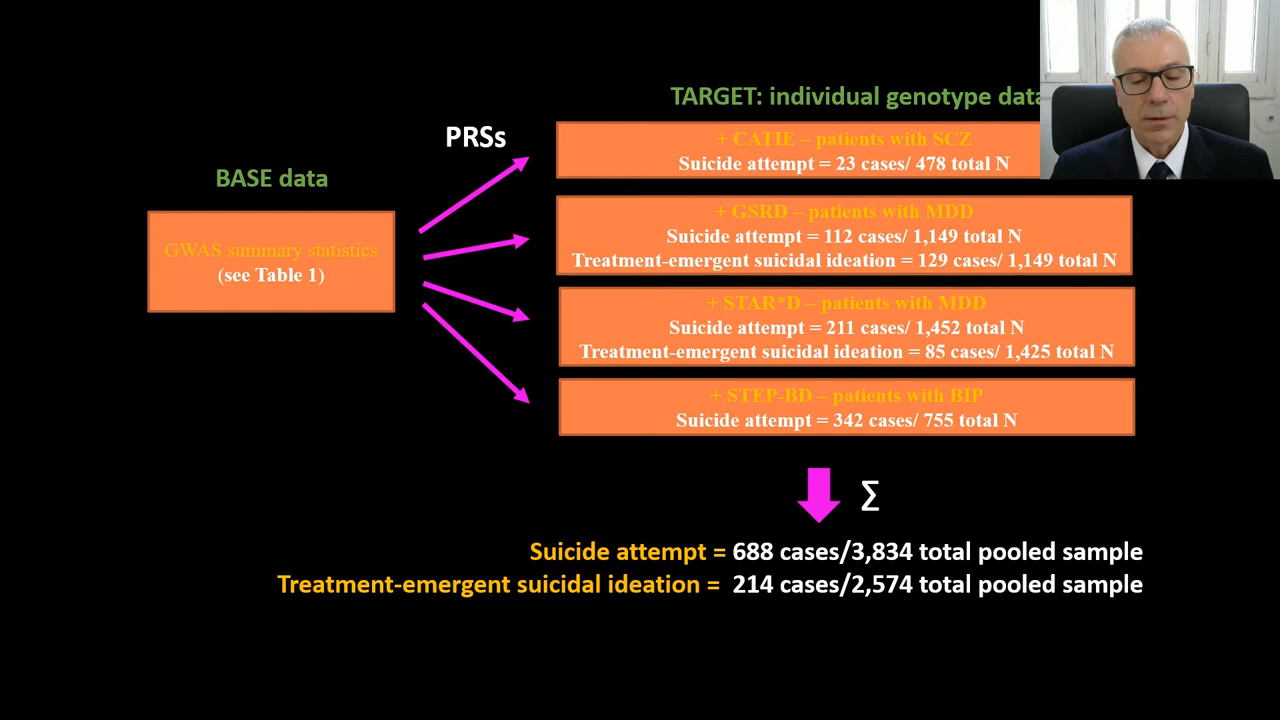 TARGET: individual genotype data
PRSs
+ CATIE – patients with SCZ
Suicide attempt = 23 cases/ 478 total N
BASE data
+ GSRD – patients with MDD
Suicide attempt = 112 cases/ 1,149 total N
Treatment-emergent suicidal ideation = 129 cases/ 1,149 total N
GWAS summary statistics
(see Table 1)
+ STAR*D – patients with MDD
Suicide attempt = 211 cases/ 1,452 total N
Treatment-emergent suicidal ideation = 85 cases/ 1,425 total N
+ STEP-BD – patients with BIP
Suicide attempt = 342 cases/ 755 total N
Σ
Suicide attempt = 688 cases/3,834 total pooled sample
Treatment-emergent suicidal ideation = 214 cases/2,574 total pooled sample